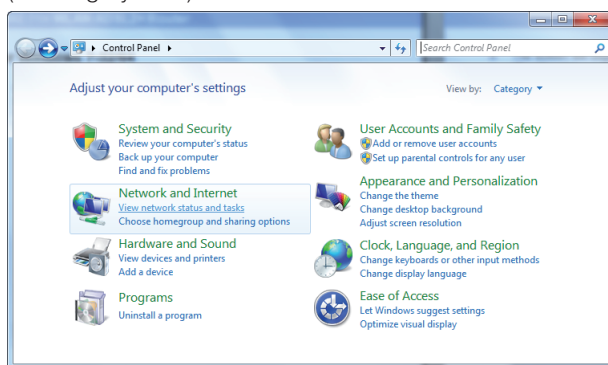 Control Panel
Search Control Panel
Adjust your computer's settings
View by: Category
System and Security
Review your computer's status
Back up your computer
Find and fix problems
Network and Internet
View network status and tasks
Choose homegroup and sharing options
Hardware and Sound
View devices and printers
Add a device
Programs
Uninstall a program
User Accounts and Family Safety
Add or remove user accounts
Set up parental controls for any user
Appearance and Personalization
Change the theme
Change desktop background
Adjust screen resolution
Clock, Language, and Region
Change keyboards or other input methods
Change display language
Ease of Access
Let Windows suggest settings
Optimize visual display